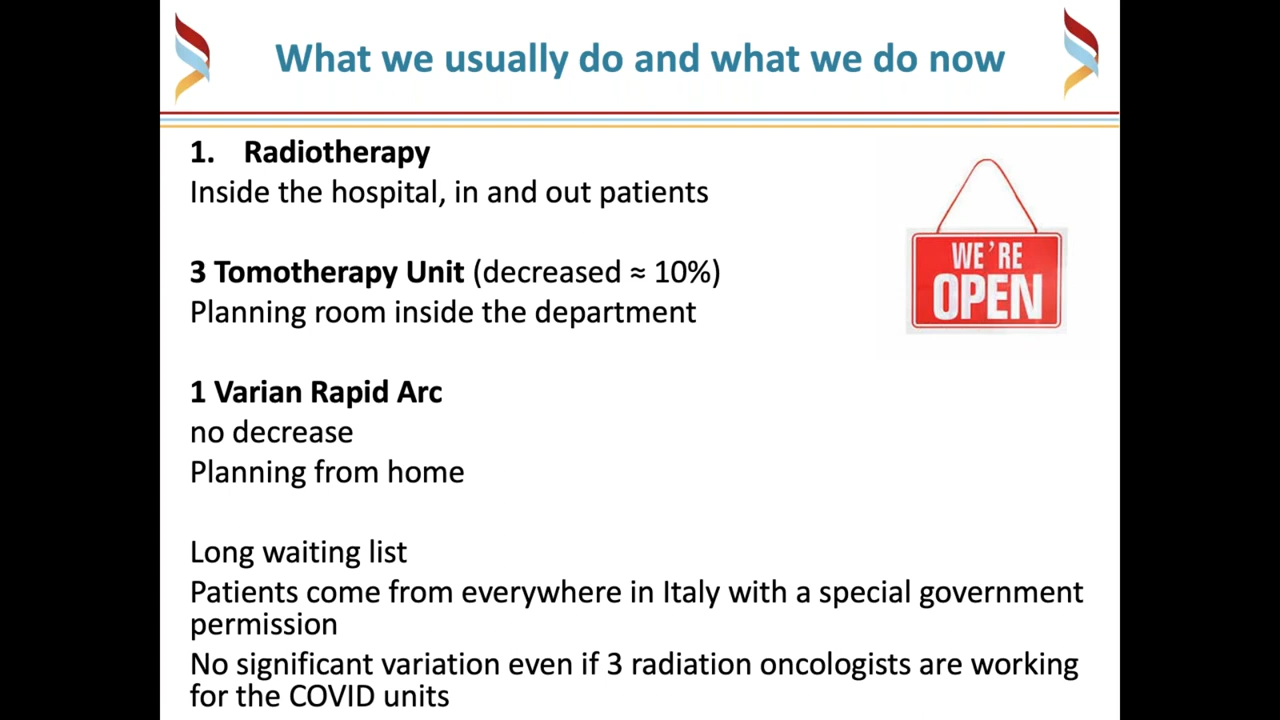 What we usually do and what we do now
1. Radiotherapy
Inside the hospital, in and out patients
3 Tomotherapy Unit (decreased ≈ 10%)
Planning room inside the department
1 Varian Rapid Arc
no decrease
Planning from home
Long waiting list
Patients come from everywhere in Italy with a special government
permission
No significant variation even if 3 radiation oncologists are working
for the COVID units
WE'RE
OPEN